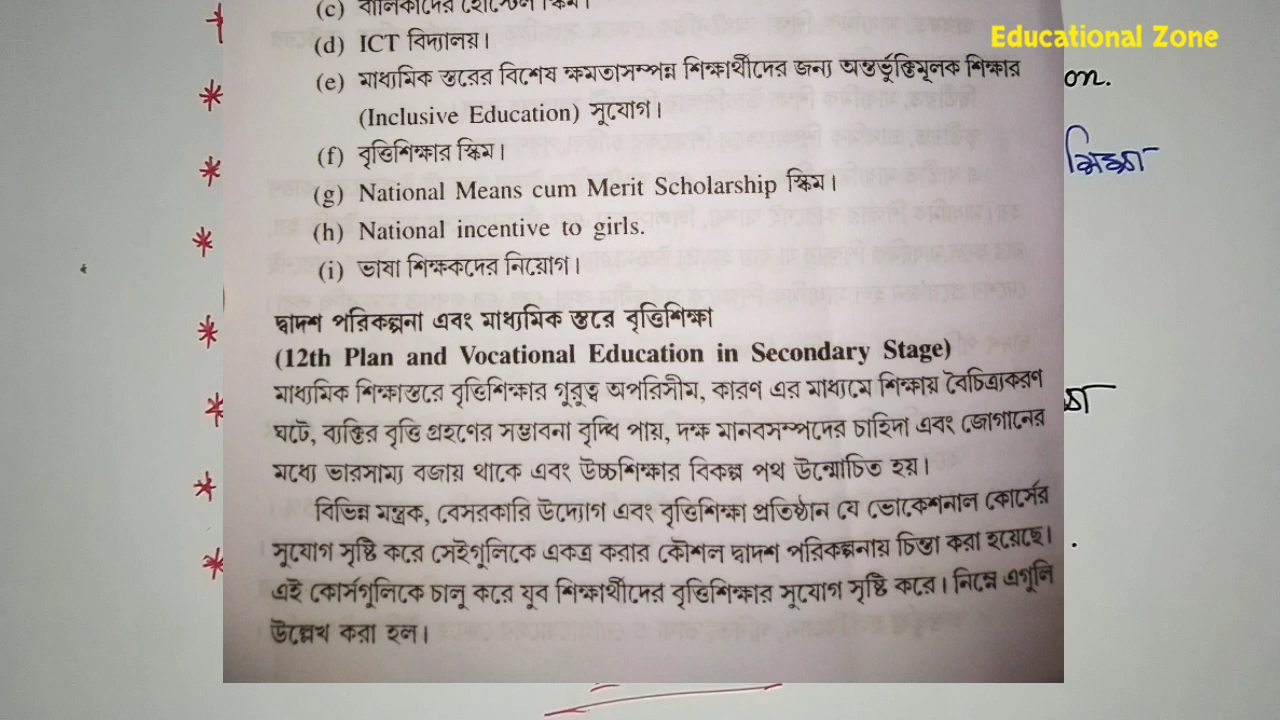 (c) বালিকাদের হোস্টেল স্কিম।
Educational Zone
(d) ICT বিদ্যালয়।
(e) মাধ্যমিক স্তরের বিশেষ ক্ষমতাসম্পন্ন শিক্ষার্থীদের জন্য অন্তর্ভুক্তিমূলক শিক্ষার
on.
(Inclusive Education) সুযোগ।
(f) বৃত্তিশিক্ষার স্কিম।
শিক্ষা
(g) National Means cum Merit Scholarship স্কিম।
(h) National incentive to girls.
(i) ভাষা শিক্ষকদের নিয়োগ।
দ্বাদশ পরিকল্পনা এবং মাধ্যমিক স্তরে বৃত্তিশিক্ষা
(12th Plan and Vocational Education in Secondary Stage)
মাধ্যমিক শিক্ষাস্তরে বৃত্তিশিক্ষার গুরুত্ব অপরিসীম, কারণ এর মাধ্যমে শিক্ষায় বৈচিত্র্যকরণ
ঘটে, ব্যক্তির বৃত্তি গ্রহণের সম্ভাবনা বৃদ্ধি পায়, দক্ষ মানবসম্পদের চাহিদা এবং জোগানের
মধ্যে ভারসাম্য বজায় থাকে এবং উচ্চশিক্ষার বিকল্প পথ উন্মোচিত হয়।
বিভিন্ন মন্ত্রক, বেসরকারি উদ্যোগ এবং বৃত্তিশিক্ষা প্রতিষ্ঠান যে ভোকেশনাল কোর্সের
সুযোগ সৃষ্টি করে সেইগুলিকে একত্র করার কৌশল দ্বাদশ পরিকল্পনায় চিন্তা করা হয়েছে।
এই কোর্সগুলিকে চালু করে যুব শিক্ষার্থীদের বৃত্তিশিক্ষার সুযোগ সৃষ্টি করে। নিম্নে এগুলি
উল্লেখ করা হল।